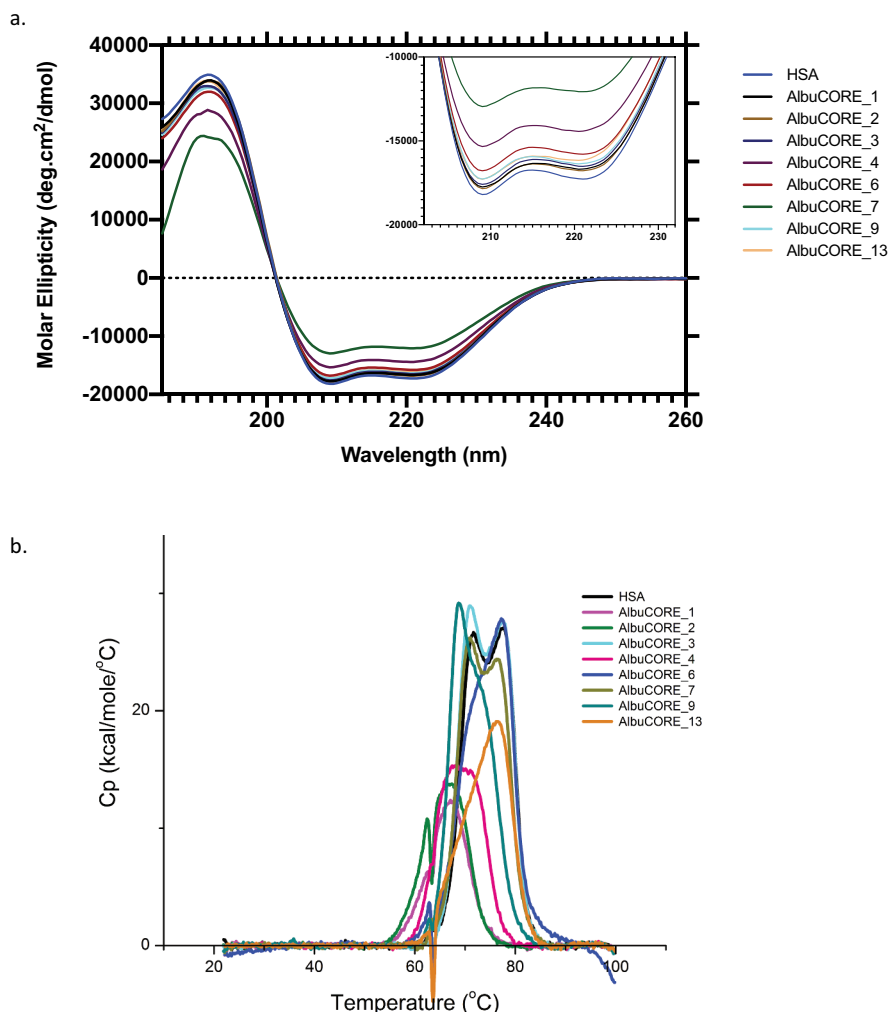 a.
Molar Ellipticity (deg.cm²/dmol)
40000
30000
20000
10000
0
-10000
-20000
200
220
240
260
Wavelength (nm)
-10000
-15000
-20000
210
220
230
HSA
AlbuCORE_1
AlbuCORE_2
AlbuCORE_3
AlbuCORE_4
AlbuCORE_6
AlbuCORE_7
AlbuCORE_9
AlbuCORE_13
b.
Cp (kcal/mole/°C)
20
0
20
40
60
80
100
Temperature (°C)
HSA
AlbuCORE_1
AlbuCORE_2
AlbuCORE_3
AlbuCORE_4
AlbuCORE_6
AlbuCORE_7
AlbuCORE_9
AlbuCORE_13